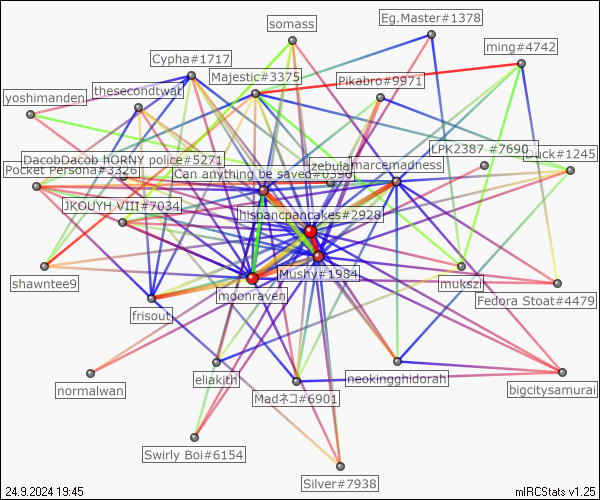 somass
Eg.Master#1378
ming#4742
Cypha#1717
Majestic#3375
Pikabro#9971
thesecondtwat
yoshimanden
LPK2387 #7690
Duck#1245
DacobDacob hORNY police#5271
zebula
marcemadness
Pocket Persona#3326
Can anything be saved#0398
JKOUYH VIII#7034
hispancpancakes#2928
Mushy#1984
shawntee9
mukszi
moonraven
Fedora Stoat#4479
frisout
eliakith
neokingghidorah
normalwan
bigcitysamurai
Madネコ#6901
Swirly Boi#6154
Silver#7938
24.9.2024 19:45
mIRCStats v1.25